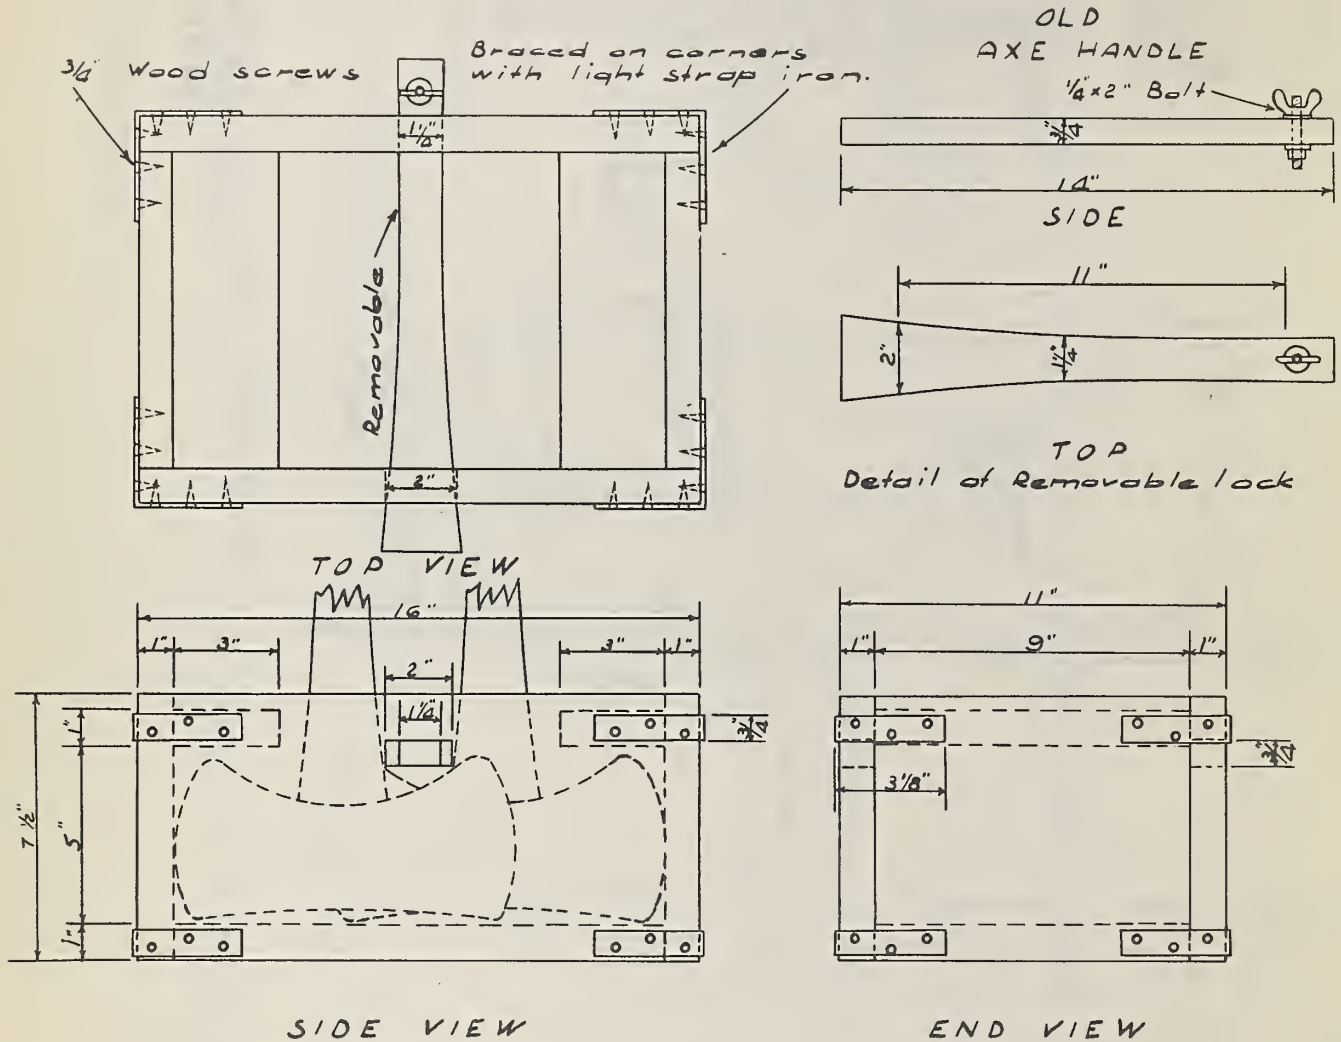 3/4" Wood screws
Braced on corners
with light strap iron.
1 1/4"
Removable
2"
TOP VIEW
OLD
AXE HANDLE
1/4 x 2" Bolt
3/4"
14"
SIDE
11"
2"
1 1/4"
TOP
Detail of Removable lock
16"
1"
3"
3"
1"
2"
1 1/4"
1"
3/4"
7 1/2"
5"
1"
SIDE VIEW
11"
1"
9"
1"
3/4"
3 1/8"
END VIEW